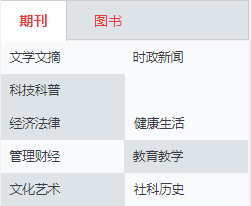 期刊 图书
文学文摘 时政新闻
科技科普
经济法律 健康生活
管理财经 教育教学
文化艺术 社科历史